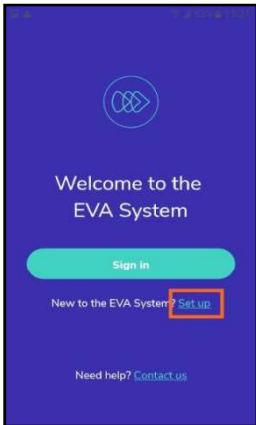 Welcome to the
EVA System
Sign in
New to the EVA System? Set up
Need help? Contact us